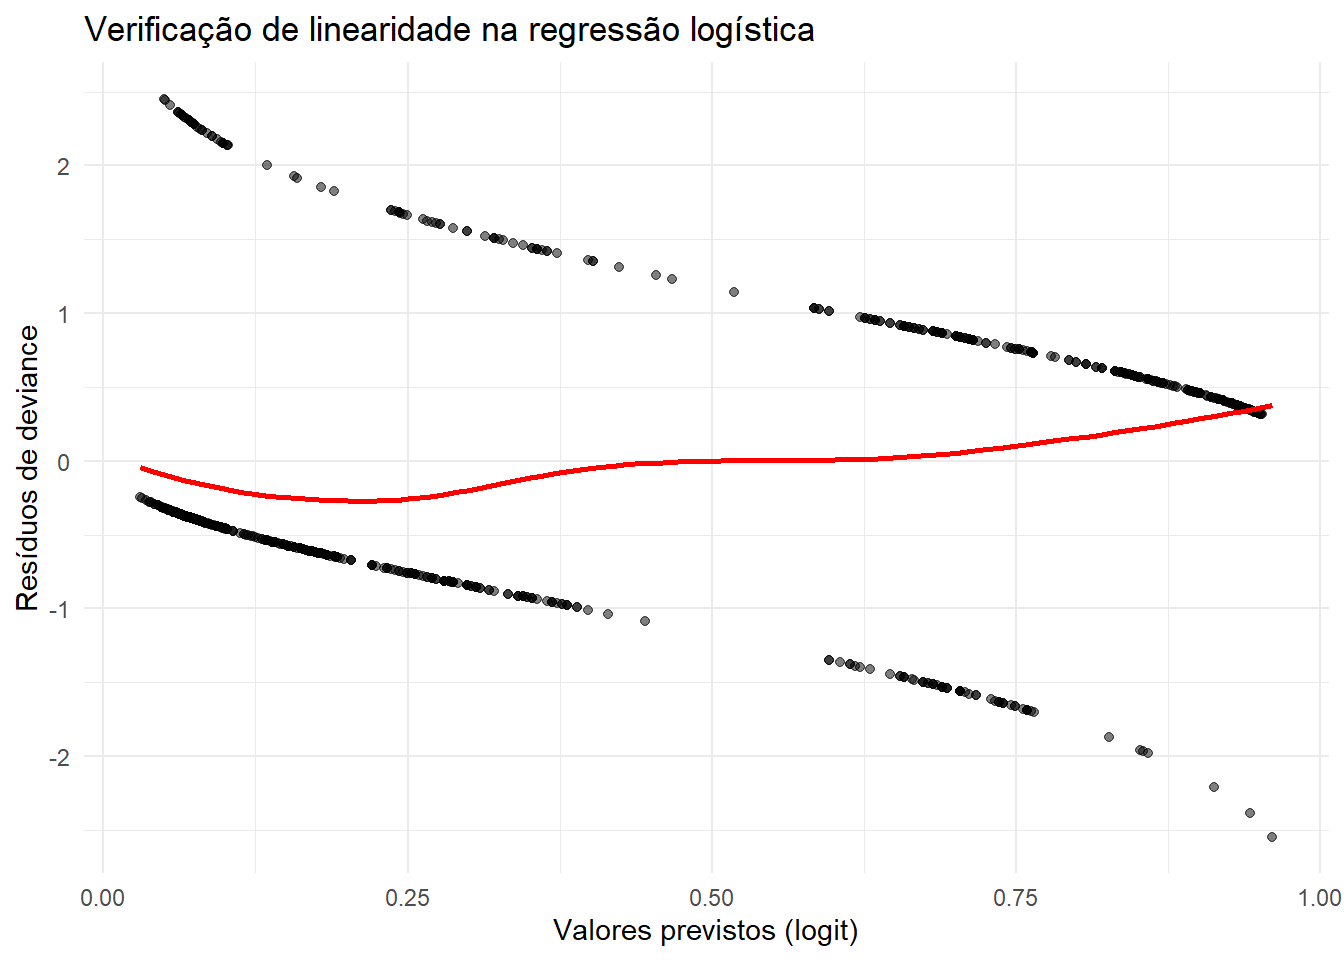 Verificação de linearidade na regressão logística
Resíduos de deviance
2
1
0
-1
-2
0.00 0.25 0.50 0.75 1.00
Valores previstos (logit)